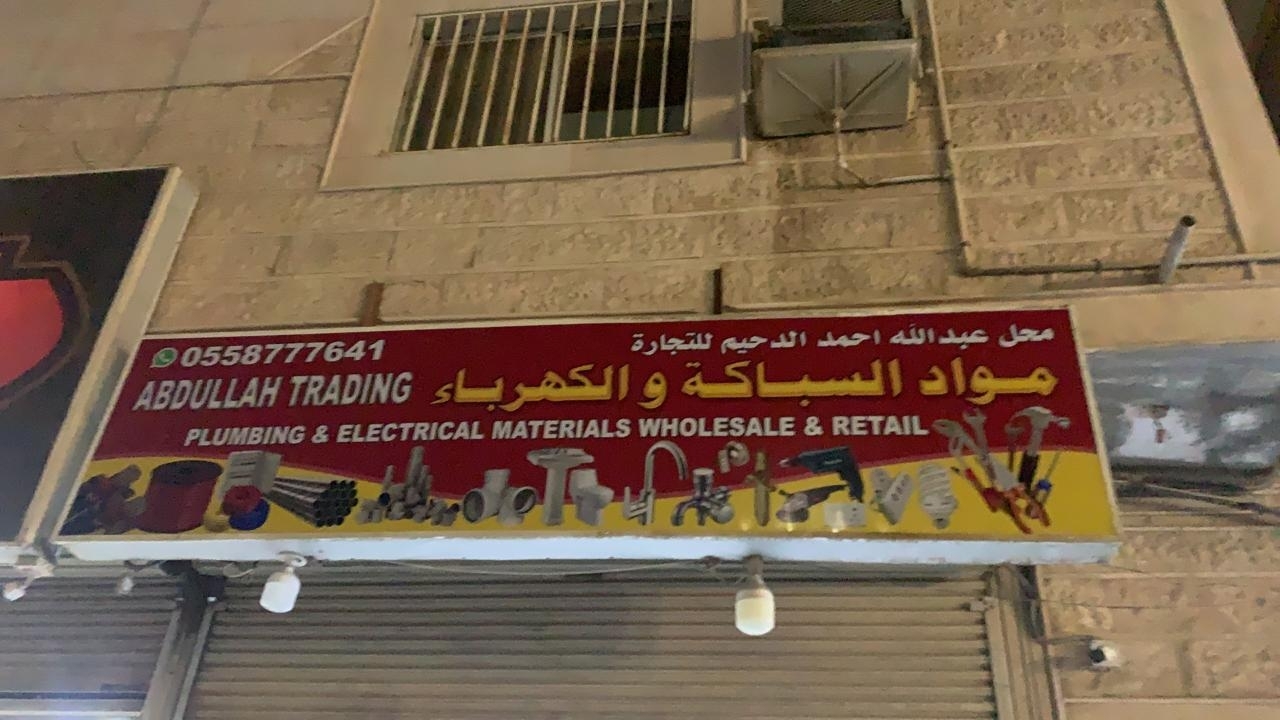 محل عبدالله احمد الدحيم للتجارة
0558777641
مواد السباكة و الكهرباء
ABDULLAH TRADING
PLUMBING & ELECTRICAL MATERIALS WHOLESALE & RETAIL